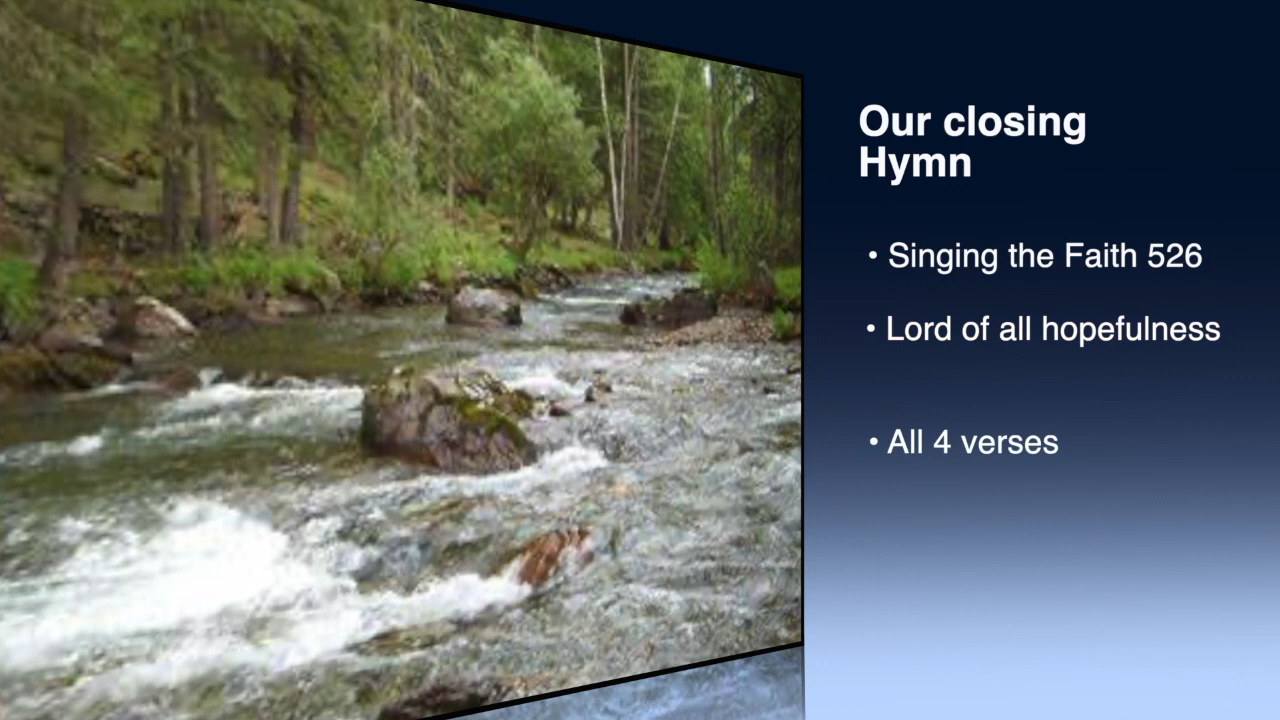 Our closing
Hymn
• Singing the Faith 526
• Lord of all hopefulness
• All 4 verses